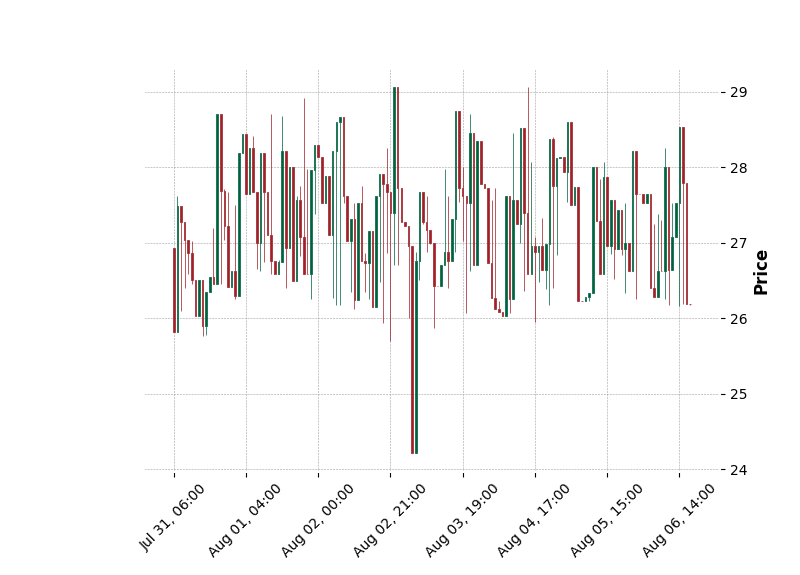 29
28
27
26
25
24
Price
Jul 31, 06:00
Aug 01, 04:00
Aug 02, 00:00
Aug 02, 21:00
Aug 03, 19:00
Aug 04, 17:00
Aug 05, 15:00
Aug 06, 14:00